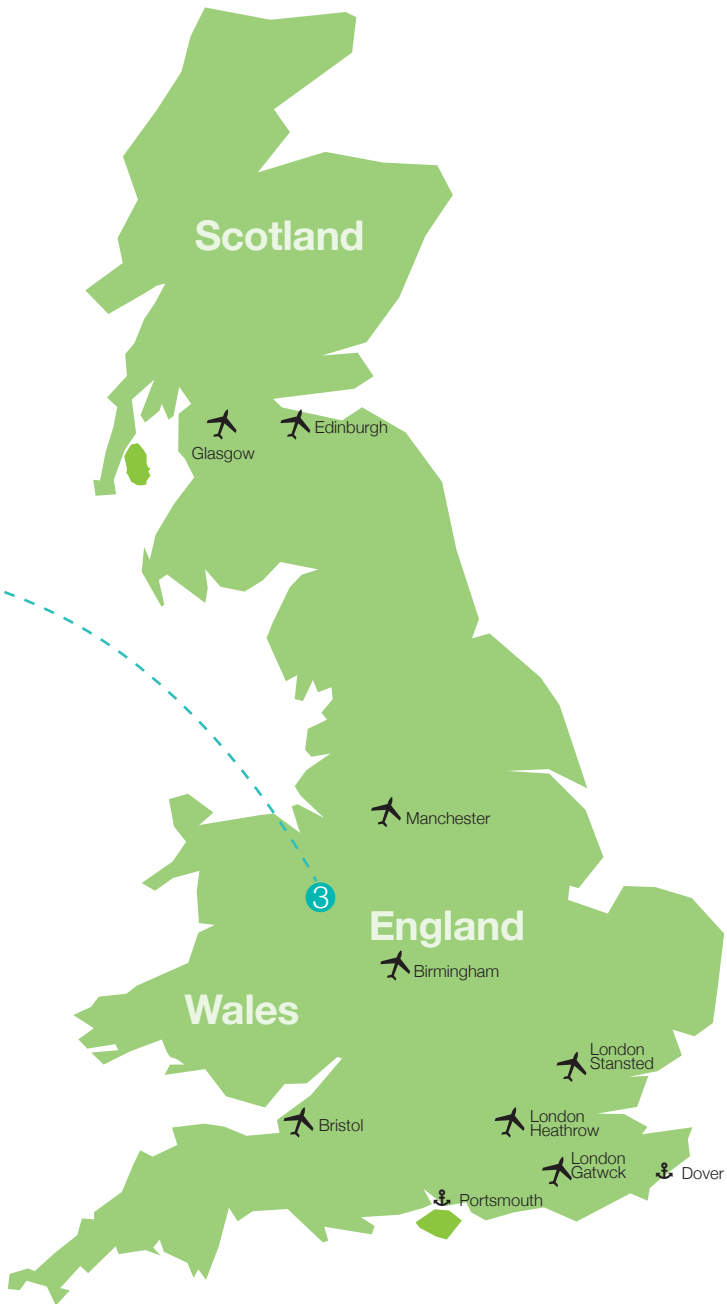 Scotland
Edinburgh
Glasgow
Manchester
3
England
Birmingham
Wales
London
Stansted
London
Heathrow
Bristol
London
Gatwck
Dover
Portsmouth